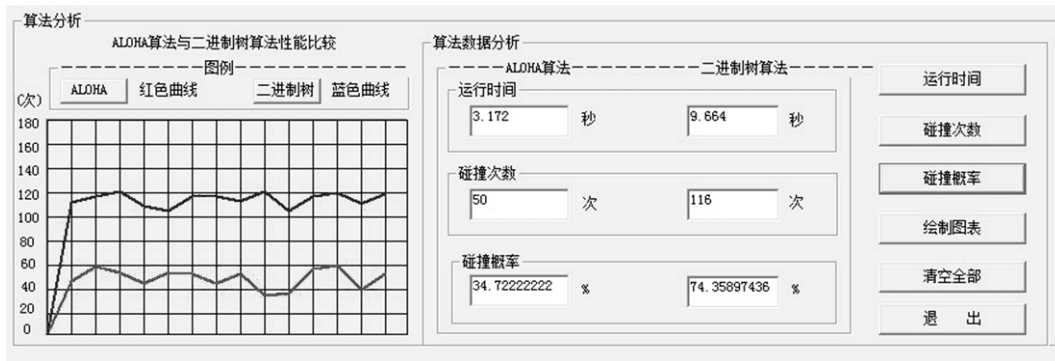 算法分析
ALOHA算法与二进制树算法性能比较
图例
ALOHA 红色曲线 二进制树 蓝色曲线
(次)
180
160
140
120
100
80
60
40
20
0
算法数据分析
ALOHA算法 二进制树算法
运行时间
3.172 秒 9.664 秒
碰撞次数
50 次 116 次
碰撞概率
34.72222222 % 74.35897436 %
运行时间
碰撞次数
碰撞概率
绘制图表
清空全部
退 出